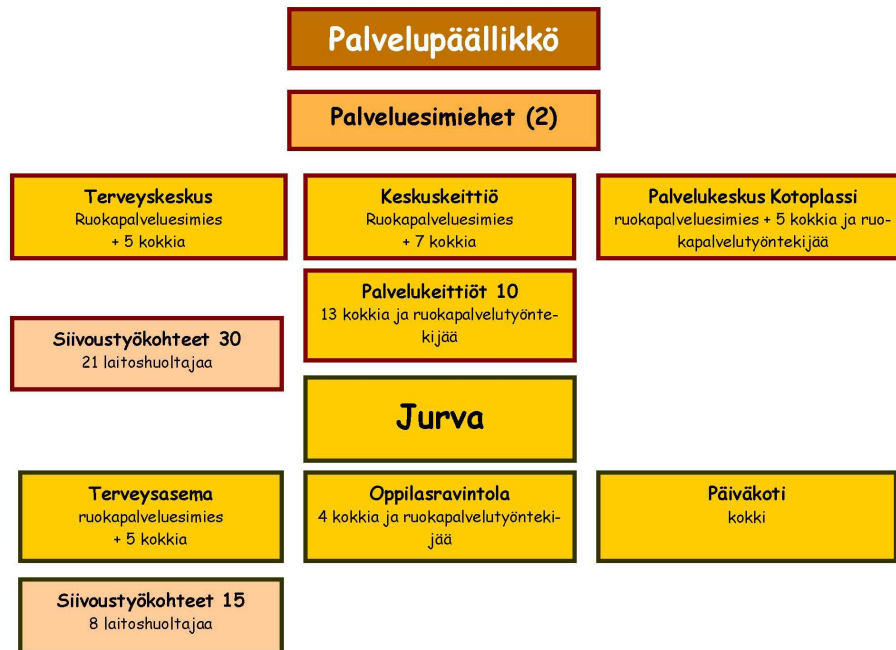 Palvelupäällikkö
Palveluesimiehet (2)
Terveyskeskus
Ruokapalveluesimies
+ 5 kokkia
Keskuskeittiö
Ruokapalveluesimies
+ 7 kokkia
Palvelukeskus Kotoplassi
ruokapalveluesimies + 5 kokkia ja ruo-
kapalvelutyöntekijää
Palvelukeittiöt 10
13 kokkia ja ruokapalvelutyönte-
kijää
Siivoustyökohteet 30
21 laitoshuoltajaa
Jurva
Terveysasema
ruokapalveluesimies
+ 5 kokkia
Oppilasravintola
4 kokkia ja ruokapalvelutyönteki-
jää
Päiväkoti
kokki
Siivoustyökohteet 15
8 laitoshuoltajaa